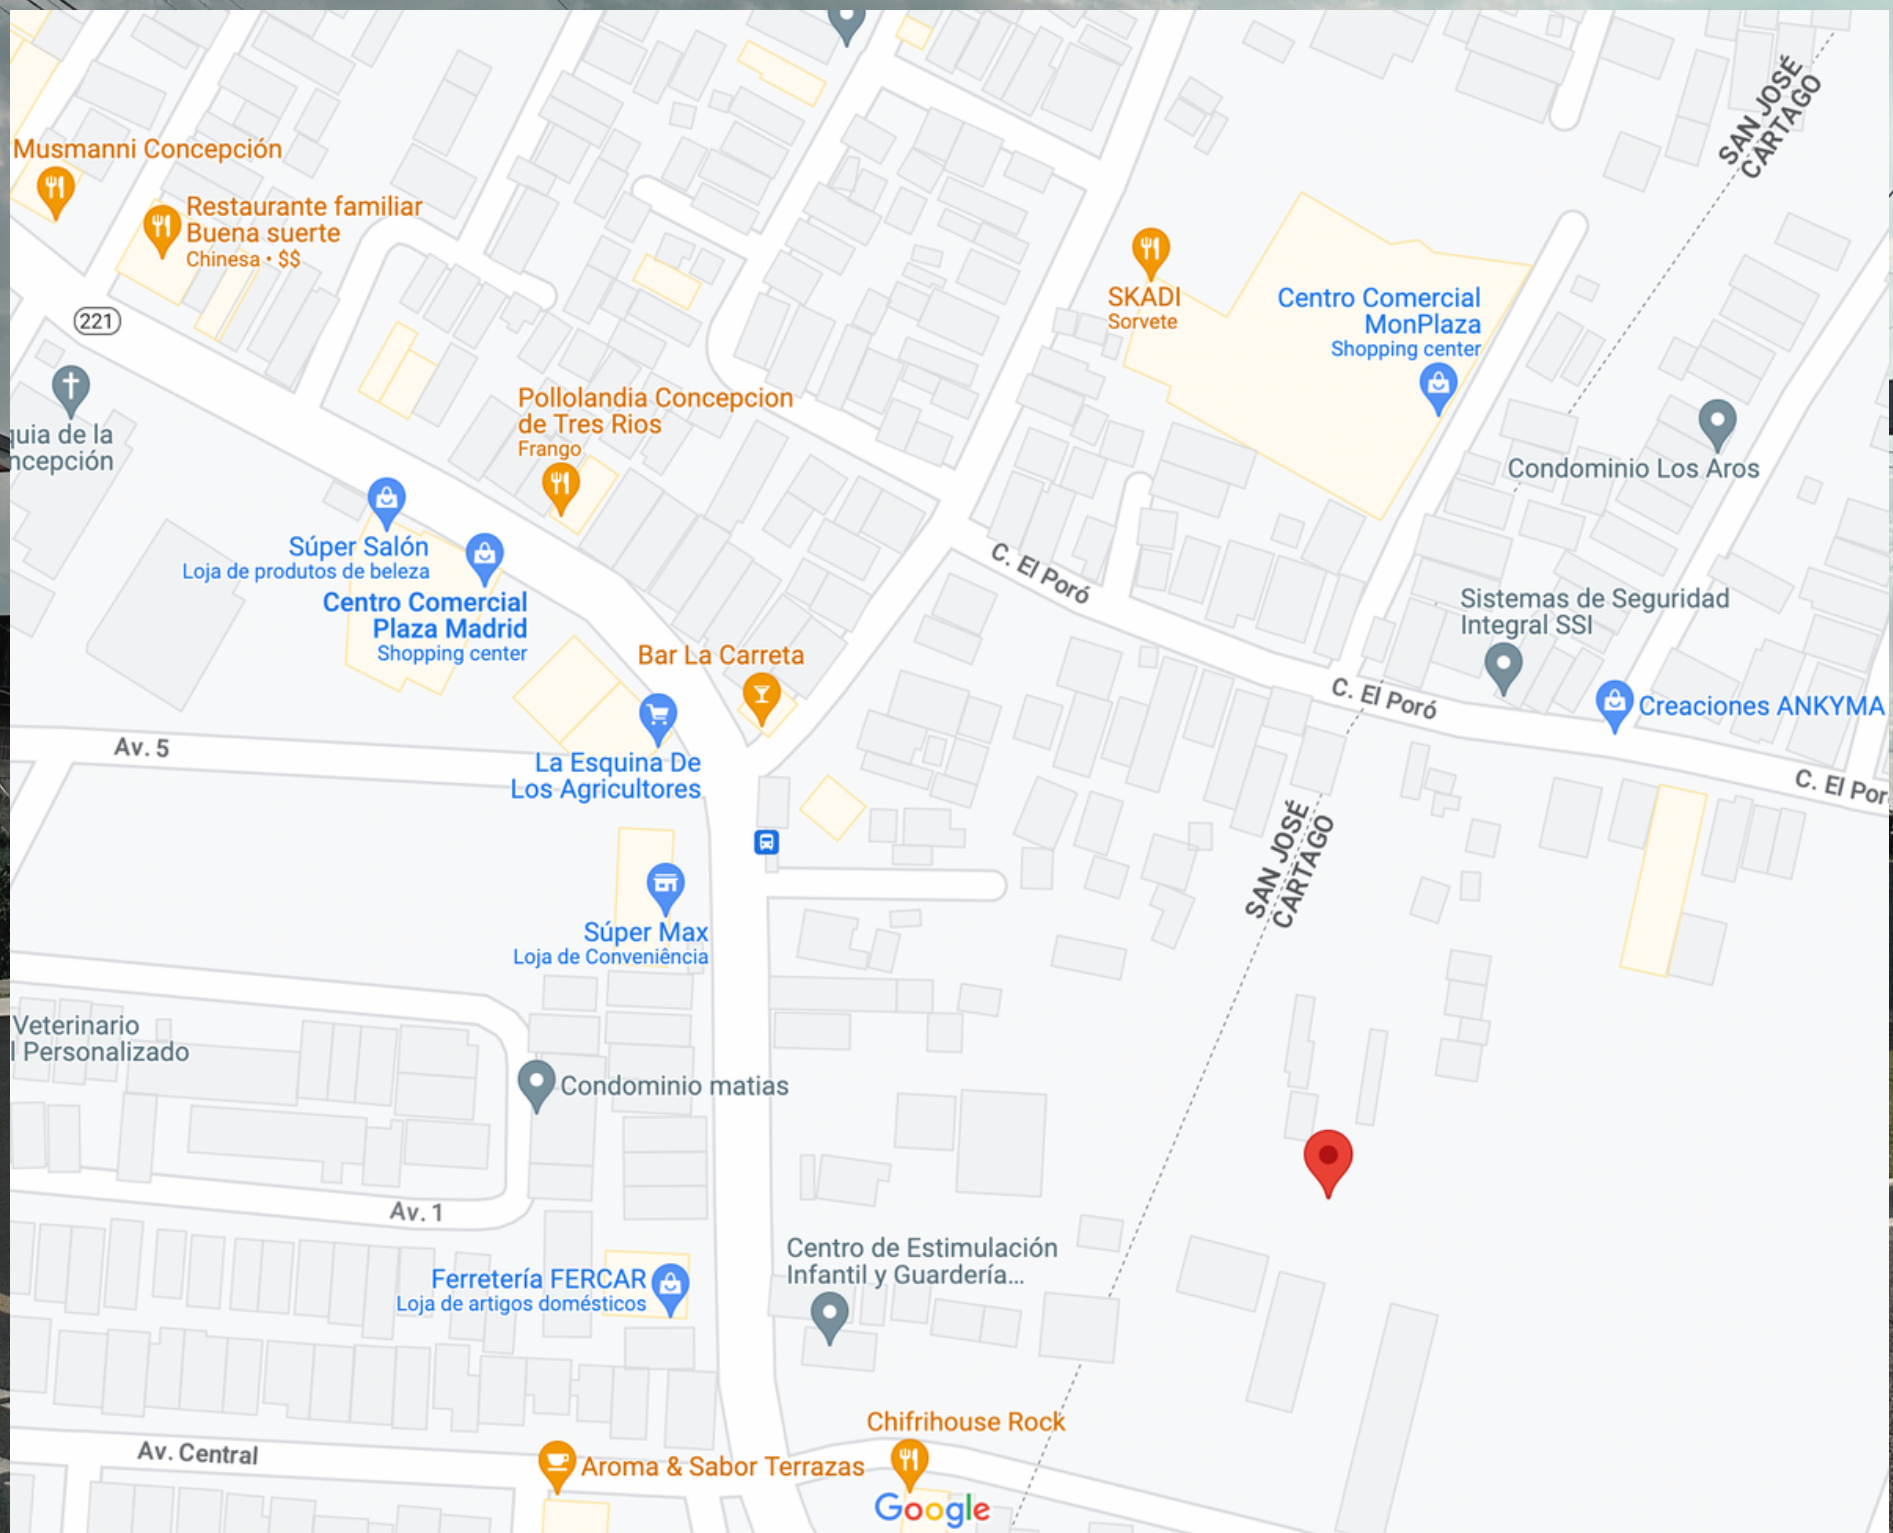 SAN JOSÉ
CARTAGO
Musmanni Concepción
Restaurante familiar
Buena suerte
Chinesa • $$
SKADI
Sorvete
Centro Comercial
MonPlaza
Shopping center
221
Pollolandia Concepcion
de Tres Rios
Frango
quia de la
ncepción
Condominio Los Aros
Súper Salón
Loja de produtos de beleza
Centro Comercial
Plaza Madrid
Shopping center
C. El Poró
Sistemas de Seguridad
Integral SSI
Bar La Carreta
C. El Poró
Creaciones ANKYMA
Av. 5
La Esquina De
Los Agricultores
C. El Por
SAN JOSÉ
CARTAGO
Súper Max
Loja de Conveniência
Veterinario
l Personalizado
Condominio matias
Av. 1
Centro de Estimulación
Infantil y Guardería...
Ferretería FERCAR
Loja de artigos domésticos
Chifrihouse Rock
Av. Central
Aroma & Sabor Terrazas
Google